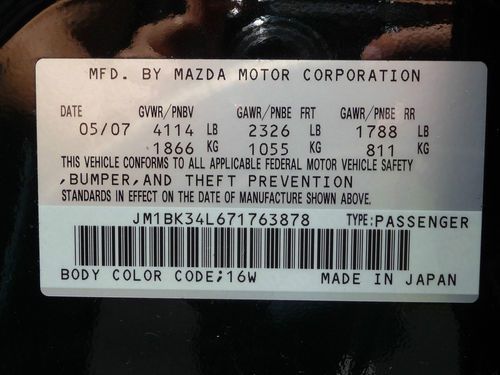 MFD. BY MAZDA MOTOR CORPORATION
DATE GVWR/PNBV GAWR/PNBE FRT GAWR/PNBE RR
05/07 4114 LB 2326 LB 1788 LB
1866 KG 1055 KG 811 KG
THIS VEHICLE CONFORMS TO ALL APPLICABLE FEDERAL MOTOR VEHICLE SAFETY
,BUMPER,AND THEFT PREVENTION
STANDARDS IN EFFECT ON THE DATE OF MANUFACTURE SHOWN ABOVE.
JM1BK34L671763878 TYPE:PASSENGER
BODY COLOR CODE;16W MADE IN JAPAN